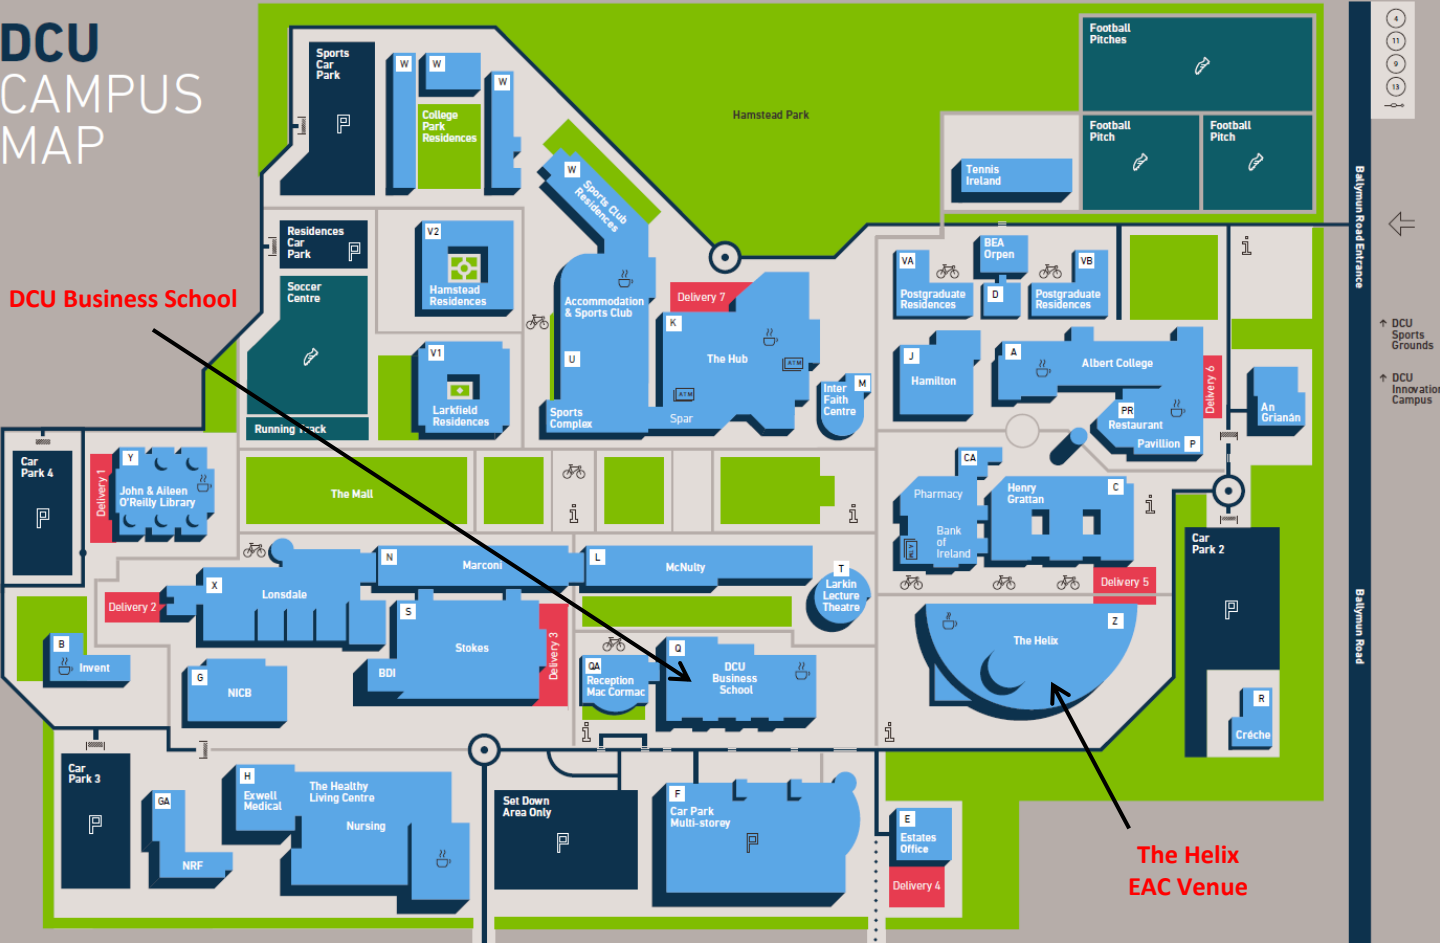 DCU
CAMPUS
MAP
4
11
9
13
Football
Pitches
Football
Pitch
Football
Pitch
Hamstead Park
Tennis
Ireland
Sports
Car
Park
P
W
W
W
College
Park
Residences
W
Sports Club
Residences
Residences
Car
Park
P
V2
Hamstead
Residences
Soccer
Centre
Running Track
V1
Larkfield
Residences
DCU Business School
Accommodation
& Sports Club
U
Sports
Complex
Delivery 7
K
The Hub
ATM
ATM
Spar
M
Inter
Faith
Centre
VA
Postgraduate
Residences
BEA
Orpen
D
VB
Postgraduate
Residences
i
J
Hamilton
A
Albert College
Delivery 6
PR
Restaurant
Pavillion
P
An
Grianán
Ballymun Road Entrance
DCU
Sports
Grounds
DCU
Innovation
Campus
Car
Park 4
P
Delivery 1
Y
John & Aileen
O'Reilly Library
The Mall
i
i
CA
Pharmacy
Bank
of
Ireland
ATM
Henry
Grattan
C
i
Car
Park 2
P
Delivery 5
N
Marconi
L
McNulty
T
Larkin
Lecture
Theatre
X
Lonsdale
Delivery 2
S
Stokes
BDI
Delivery 3
B
Invent
G
NICB
QA
Reception
Mac Cormac
Q
DCU
Business
School
Z
The Helix
R
Créche
Ballymun Road
i
i
Car
Park 3
P
GA
NRF
H
Exwell
Medical
The Healthy
Living Centre
Nursing
Set Down
Area Only
P
F
Car Park
Multi-storey
P
E
Estates
Office
Delivery 4
The Helix
EAC Venue